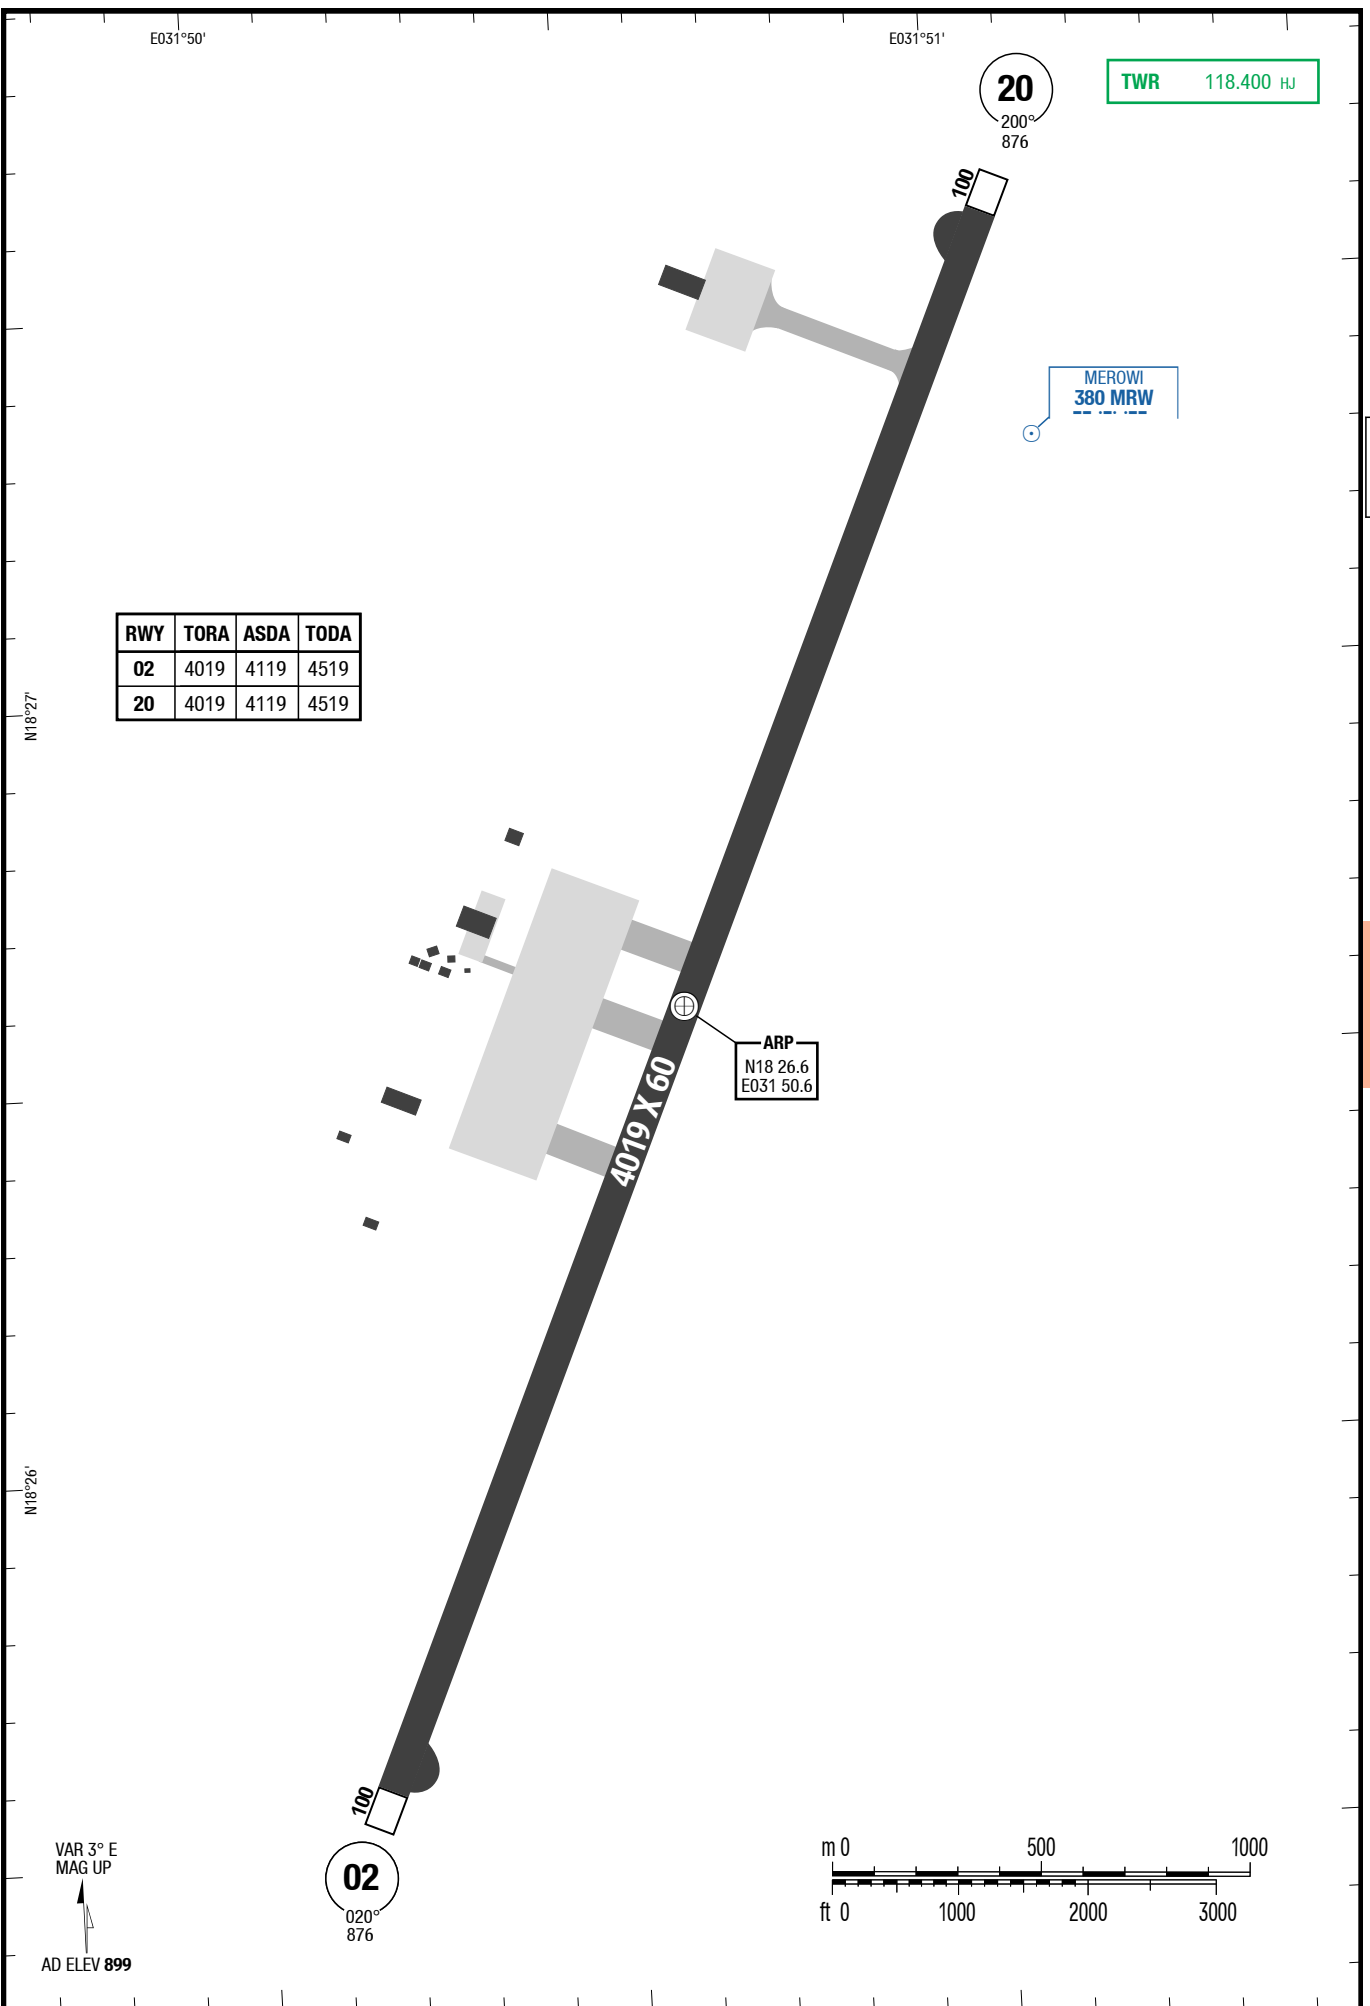 E031°50'
E031°51'
20
200°
876
TWR 118.400 HJ
100
MEROWI
380 MRW
RWY TORA ASDA TODA
02 4019 4119 4519
20 4019 4119 4519
N18°27'
ARP
N18 26.6
E031 50.6
4019 X 60
N18°26'
100
02
020°
876
VAR 3° E
MAG UP
AD ELEV 899
m 0 500 1000
ft 0 1000 2000 3000